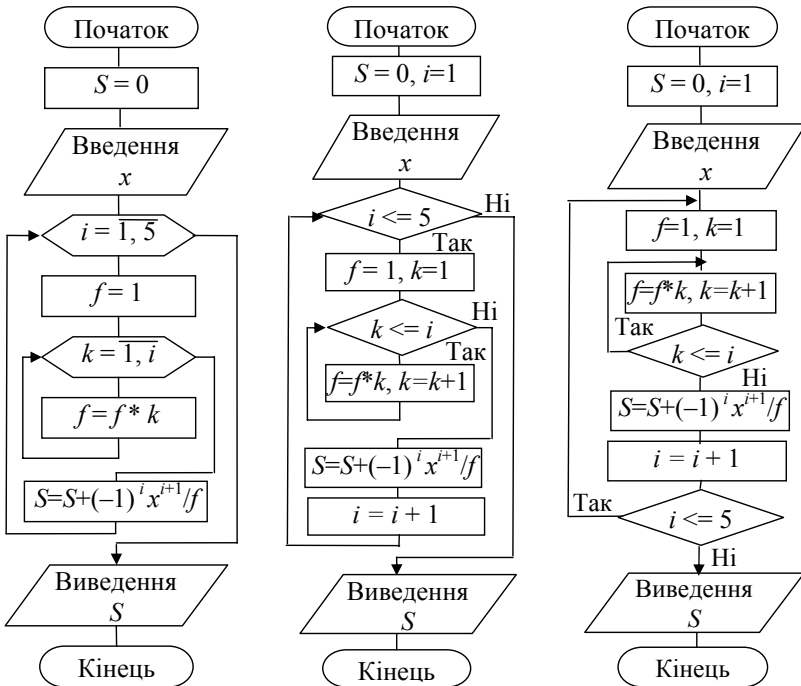 Початок
S = 0
Введення
x
i = 1, 5
f = 1
k = 1, i
f = f * k
S=S+(–1)^i x^{i+1}/f
Виведення
S
Кінець
Початок
S = 0, i=1
Введення
x
i <= 5
Ні
Так
f = 1, k=1
k <= i
Ні
Так
f=f*k, k=k+1
S=S+(–1)^i x^{i+1}/f
i = i + 1
Виведення
S
Кінець
Початок
S = 0, i=1
Введення
x
f=1, k=1
f=f*k, k=k+1
Так
k <= i
Ні
S=S+(–1)^i x^{i+1}/f
i = i + 1
Так
i <= 5
Ні
Виведення
S
Кінець